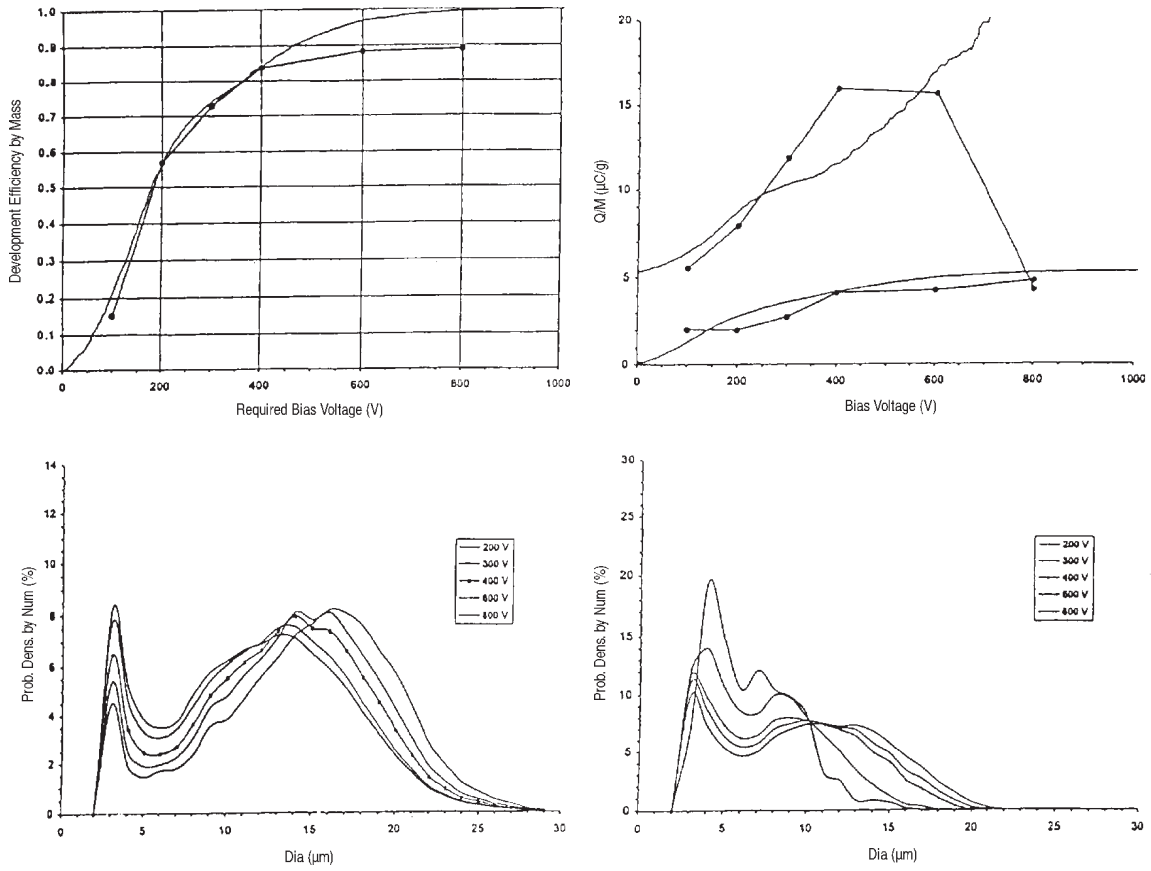 Development Efficiency by Mass
1.0
0.9
0.8
0.7
0.6
0.5
0.4
0.3
0.2
0.1
0.0
0 200 400 600 800 1000
Required Bias Voltage (V)
Q/M (µC/g)
20
15
10
5
0
0 200 400 600 800 1000
Bias Voltage (V)
Prob. Dens. by Num (%)
14
12
10
8
6
4
2
0
0 5 10 15 20 25 30
Dia (µm)
200 V
300 V
400 V
600 V
800 V
Prob. Dens. by Num (%)
30
25
20
15
10
5
0
0 5 10 15 20 25 30
Dia (µm)
200 V
300 V
400 V
600 V
800 V